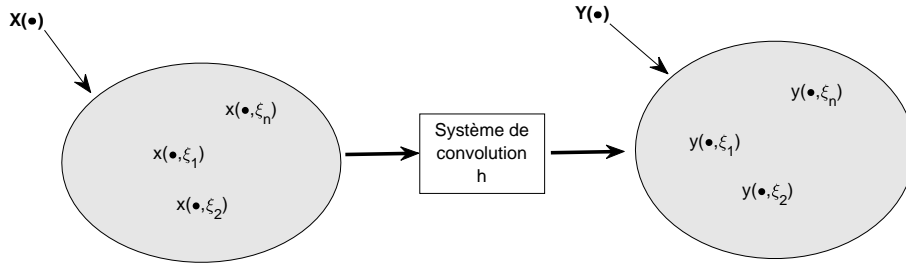 X(●)
x(●,ξn)
x(●,ξ1)
x(●,ξ2)
Système de
convolution
h
Y(●)
y(●,ξn)
y(●,ξ1)
y(●,ξ2)